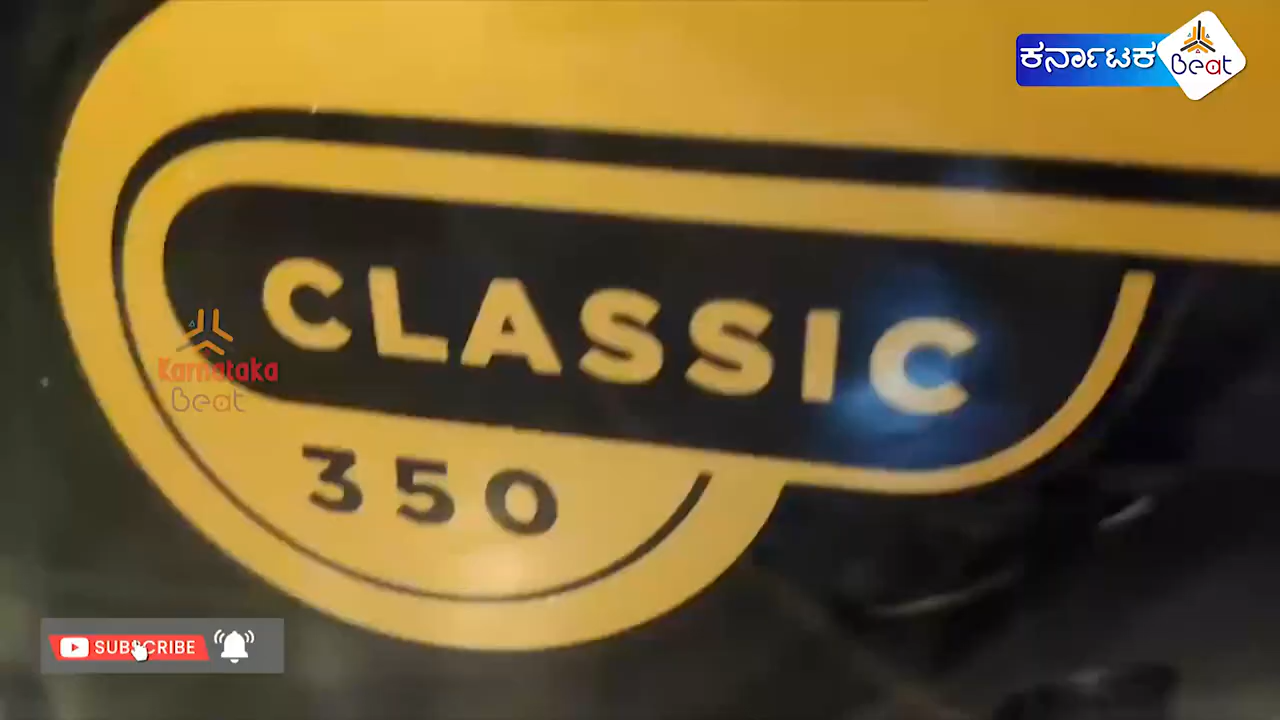 ಕರ್ನಾಟಕ
Beat
CLASSIC
Karnataka
Beat
350
SUBSCRIBE